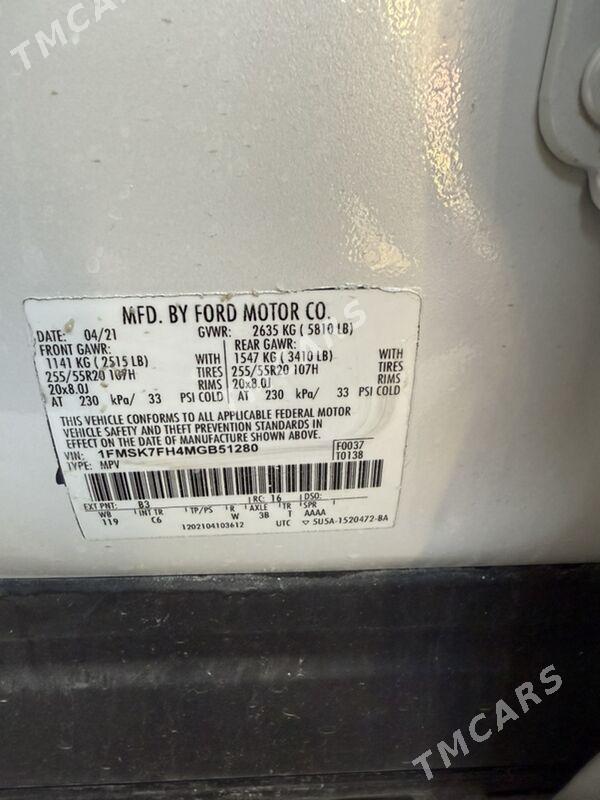 TMCARS
MFD. BY FORD MOTOR CO.
DATE: 04/21 GVWR: 2635 KG ( 5810 LB)
FRONT GAWR: REAR GAWR:
1141 KG ( 2515 LB) WITH 1547 KG ( 3410 LB) WITH
255/55R20 107H TIRES 255/55R20 107H TIRES
20x8.0J RIMS 20x8.0J RIMS
AT 230 kPa/ 33 PSI COLD AT 230 kPa/ 33 PSI COLD
THIS VEHICLE CONFORMS TO ALL APPLICABLE FEDERAL MOTOR
VEHICLE SAFETY AND THEFT PREVENTION STANDARDS IN
EFFECT ON THE DATE OF MANUFACTURE SHOWN ABOVE.
VIN: 1FMSK7FH4MGB51280 F0037
TYPE: MPV T0138
EXT PNT: B3 RC: 16 DSO:
WB INT TR TP/PS R AXLE TR SPR
119 C6 W 3B T AAAA
1202104103612 UTC ▽ 5U5A-1520472-BA
TMCARS
TMCARS